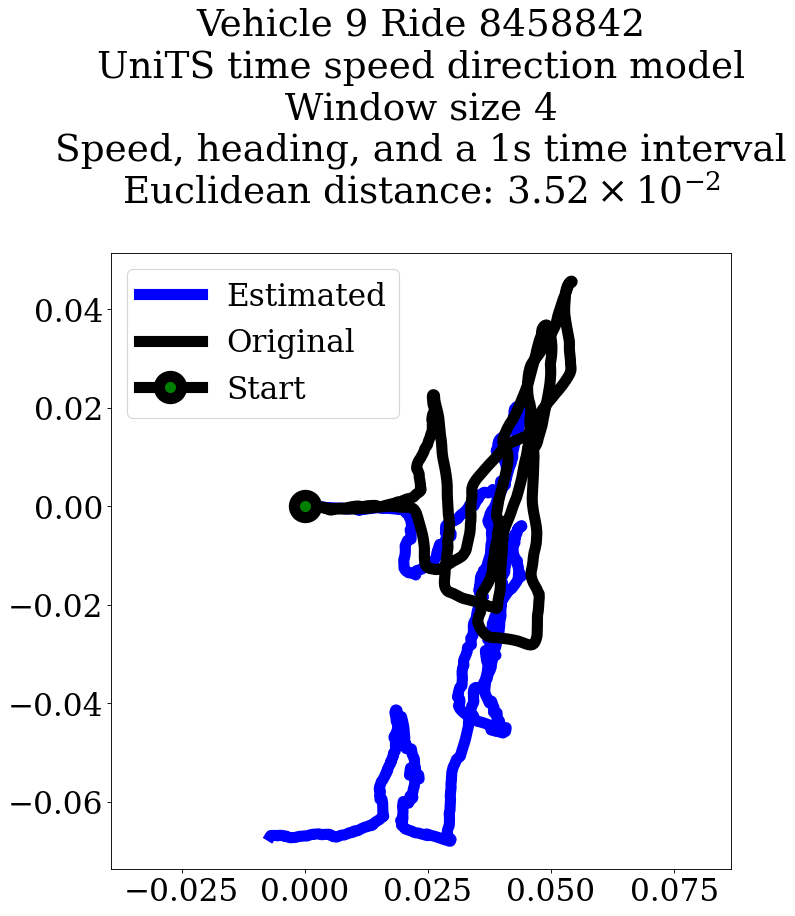 Vehicle 9 Ride 8458842
UniTS time speed direction model
Window size 4
Speed, heading, and a 1s time interval
Euclidean distance: 3.52 × 10⁻²
Estimated
Original
Start
0.04
0.02
0.00
−0.02
−0.04
−0.06
−0.025 0.000 0.025 0.050 0.075